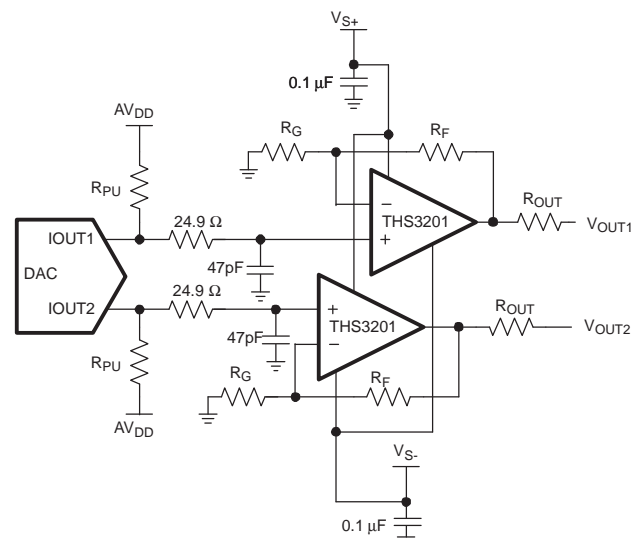 VS+
0.1 µF
AVDD
RG
RF
RPU
THS3201
ROUT
VOUT1
IOUT1
24.9 Ω
DAC
47pF
IOUT2
24.9 Ω
THS3201
ROUT
VOUT2
47pF
RPU
RG
RF
AVDD
VS-
0.1 µF